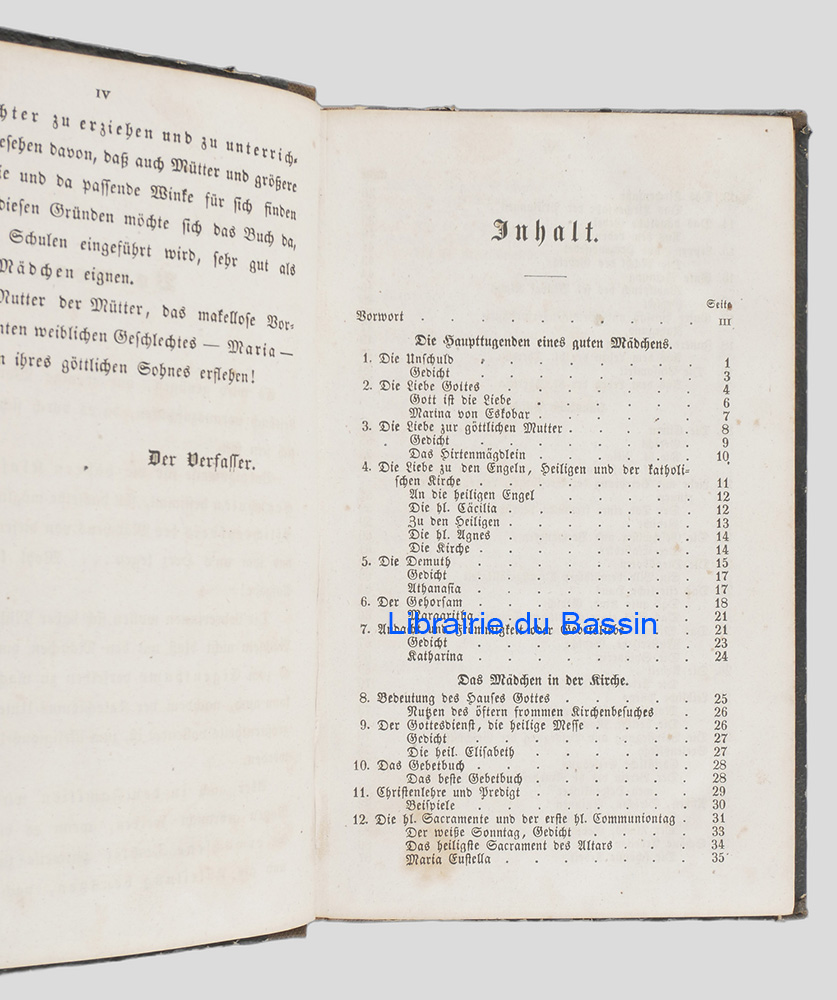 IV
hter zu erziehen und zu unterrich-
esehen davon, daß auch Mütter und größere
ie und da passende Winke für sich finden
diesen Gründen möchte sich das Buch da,
Schulen eingeführt wird, sehr gut als
Mädchen eignen.
Mutter der Mütter, das makellose Vor-
nten weiblichen Geschlechtes — Maria —
n ihres göttlichen Sohnes erflehen!
Der Verfasser.
Inhalt.
Seite
Vorwort . . . . . . . . . . III
Die Haupttugenden eines guten Mädchens.
1. Die Unschuld . . . . . . . . 1
Gedicht . . . . . . . . 3
2. Die Liebe Gottes . . . . . . . 4
Gott ist die Liebe . . . . . . 6
Marina von Eskobar . . . . . . 7
3. Die Liebe zur göttlichen Mutter . . . . . 8
Gedicht . . . . . . . . 9
Das Hirtenmägdlein . . . . . . 10
4. Die Liebe zu den Engeln, Heiligen und der katholi-
schen Kirche . . . . . . . . 11
An die heiligen Engel . . . . . 12
Die hl. Cäcilia . . . . . . . 12
Zu den Heiligen . . . . . . . 13
Die hl. Agnes . . . . . . . 14
Die Kirche . . . . . . . . 14
5. Die Demuth . . . . . . . . 15
Gedicht . . . . . . . . 17
Athanasia . . . . . . . . 17
6. Der Gehorsam . . . . . . . . 18
Margaritha . . . . . . . . 21
7. Andacht und Frömmigkeit oder Gebetsliebe . . 21
Librairie du Bassin
Gedicht . . . . . . . . 23
Katharina . . . . . . . . 24
Das Mädchen in der Kirche.
8. Bedeutung des Hauses Gottes . . . . . 25
Nutzen des öftern frommen Kirchenbesuches . 26
9. Der Gottesdienst, die heilige Messe . . . . 26
Gedicht . . . . . . . . 27
Die heil. Elisabeth . . . . . . 27
10. Das Gebetbuch . . . . . . . . 28
Das beste Gebetbuch . . . . . . 28
11. Christenlehre und Predigt . . . . . . 29
Beispiele . . . . . . . . 30
12. Die hl. Sacramente und der erste hl. Communiontag . 31
Der weiße Sonntag, Gedicht . . . . 33
Das heiligste Sacrament des Altars . . . 34
Maria Eustella . . . . . . . 35